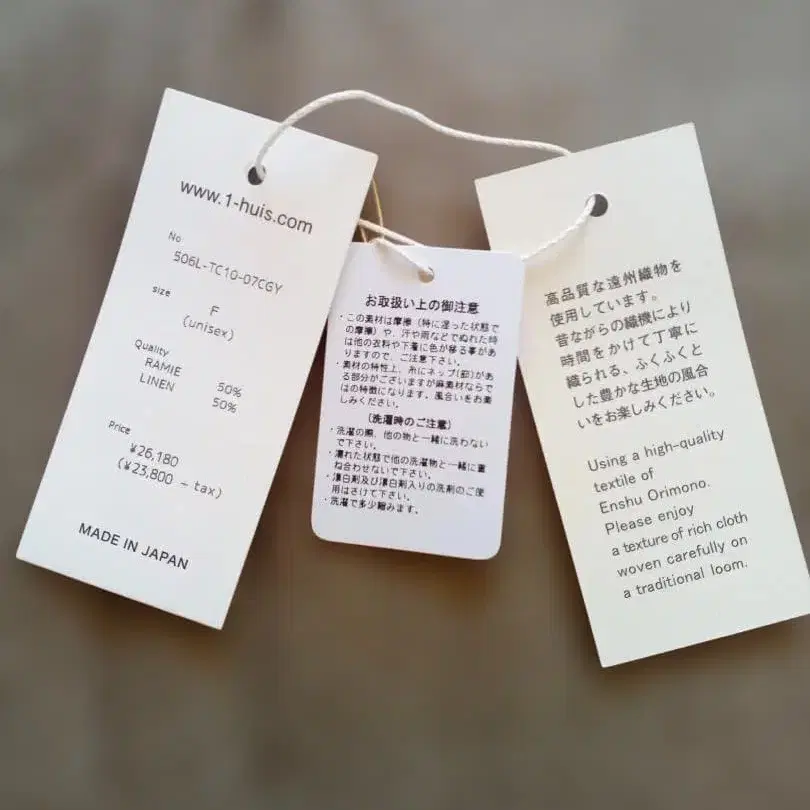 www.1-huis.com
No
506L-TC10-07CGY
size
F
(unisex)
Quality
RAMIE 50%
LINEN 50%
Price
¥26,180
(¥23,800 - tax)
MADE IN JAPAN
お取扱い上の御注意
・この素材は摩擦（特に湿った状態で
の摩擦）や、汗や雨などでぬれた時
は他の衣料や下着に色が移る事があ
りますので、ご注意下さい。
・素材の特性上、糸にネップ(節)があ
る部分がございますが麻素材ならで
はの特徴になります。風合いをお楽
しみください。
(洗濯時のご注意)
・洗濯の際、他の物と一緒に洗わない
で下さい。
・濡れた状態で他の洗濯物と一緒に重
ね合わせないで下さい。
・漂白剤及び漂白剤入りの洗剤のご使
用はさけて下さい。
・洗濯で多少縮みます。
高品質な遠州織物を
使用しています。
昔ながらの織機により
時間をかけて丁寧に
織られる、ふくふくと
した豊かな生地の風合
いをお楽しみください。
Using a high-quality
textile of
Enshu Orimono.
Please enjoy
a texture of rich cloth
woven carefully on
a traditional loom.